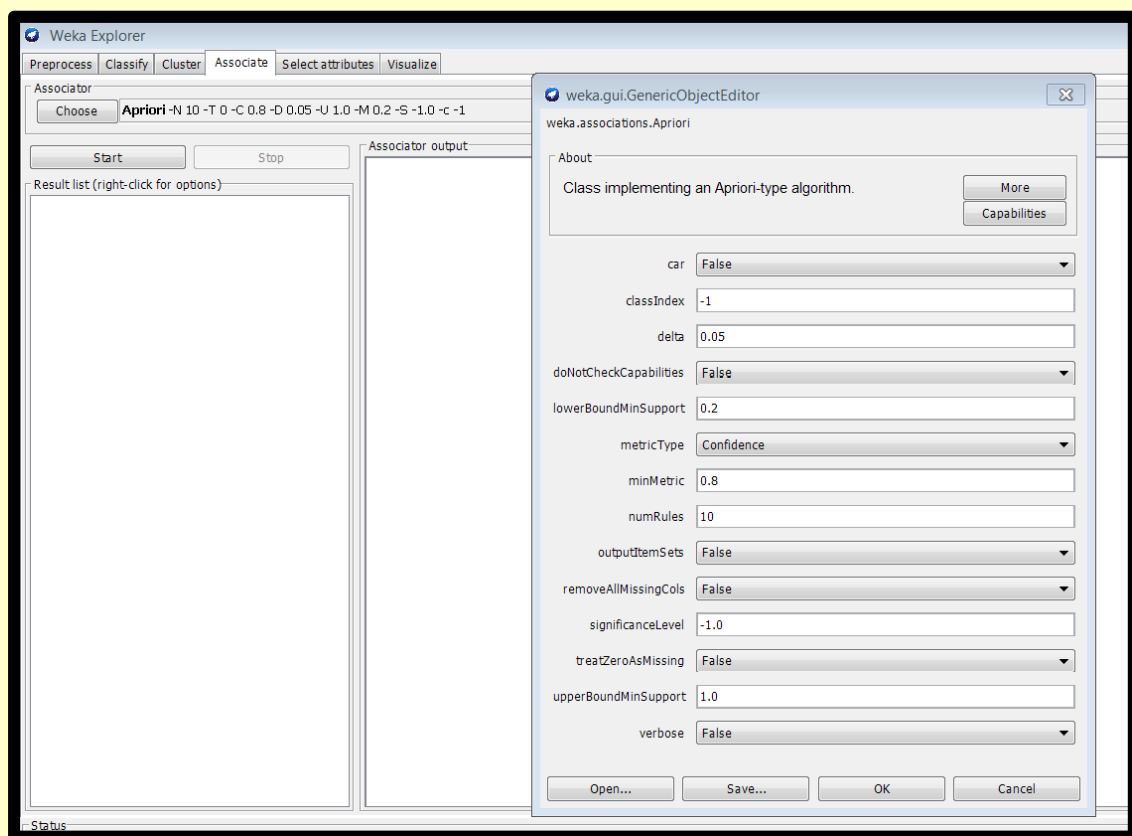 Weka Explorer
Preprocess Classify Cluster Associate Select attributes Visualize
Associator
Choose Apriori -N 10 -T 0 -C 0.8 -D 0.05 -U 1.0 -M 0.2 -S -1.0 -c -1
Start Stop
Result list (right-click for options)
Associator output
Status
weka.gui.GenericObjectEditor
weka.associations.Apriori
About
Class implementing an Apriori-type algorithm.
More
Capabilities
car False
classIndex -1
delta 0.05
doNotCheckCapabilities False
lowerBoundMinSupport 0.2
metricType Confidence
minMetric 0.8
numRules 10
outputItemSets False
removeAllMissingCols False
significanceLevel -1.0
treatZeroAsMissing False
upperBoundMinSupport 1.0
verbose False
Open... Save... OK Cancel